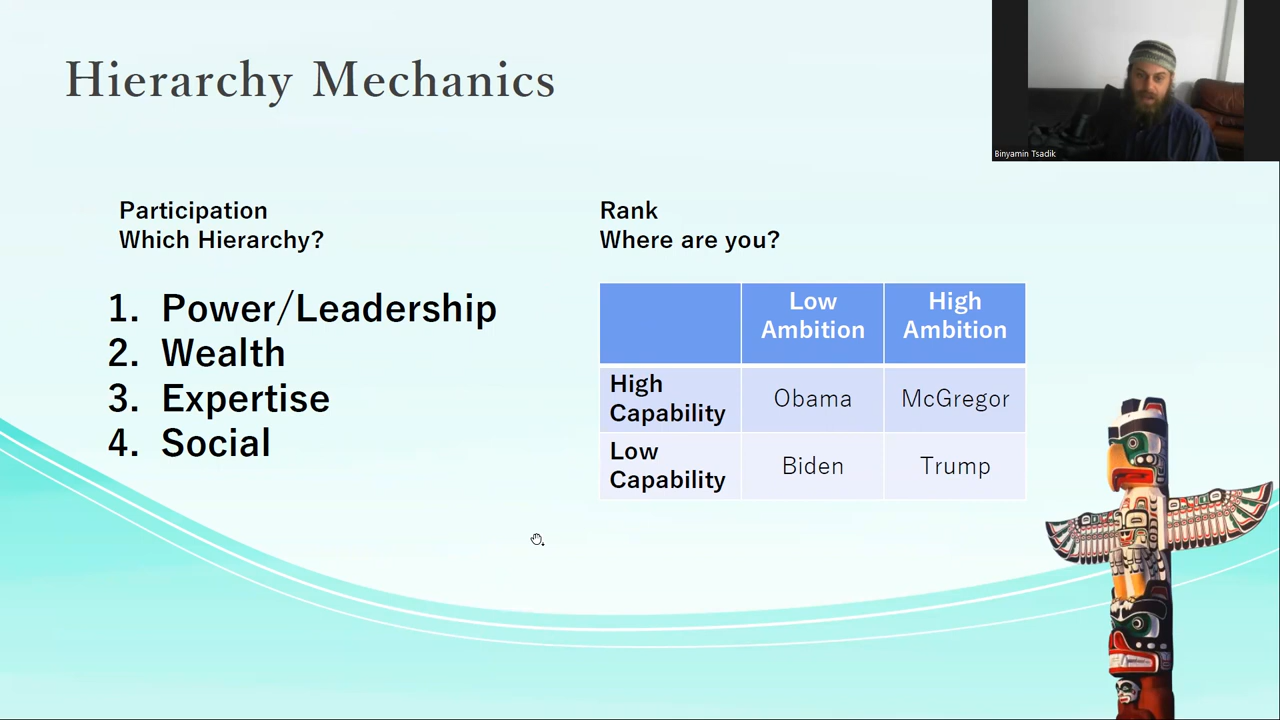 Hierarchy Mechanics
Binyamin Tsadik
Participation
Which Hierarchy?
1. Power/Leadership
2. Wealth
3. Expertise
4. Social
Rank
Where are you?
Low Ambition
High Ambition
High Capability
Obama
McGregor
Low Capability
Biden
Trump